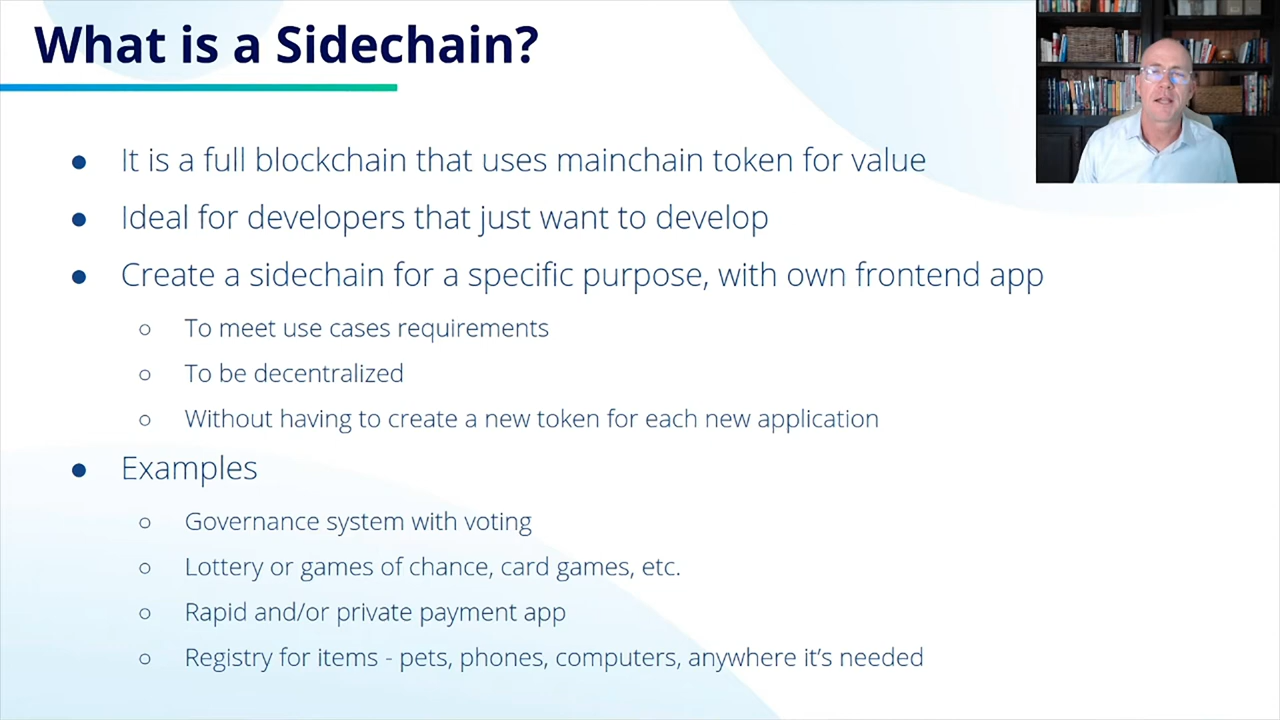 What is a Sidechain?
● It is a full blockchain that uses mainchain token for value
● Ideal for developers that just want to develop
● Create a sidechain for a specific purpose, with own frontend app
○ To meet use cases requirements
○ To be decentralized
○ Without having to create a new token for each new application
● Examples
○ Governance system with voting
○ Lottery or games of chance, card games, etc.
○ Rapid and/or private payment app
○ Registry for items - pets, phones, computers, anywhere it’s needed